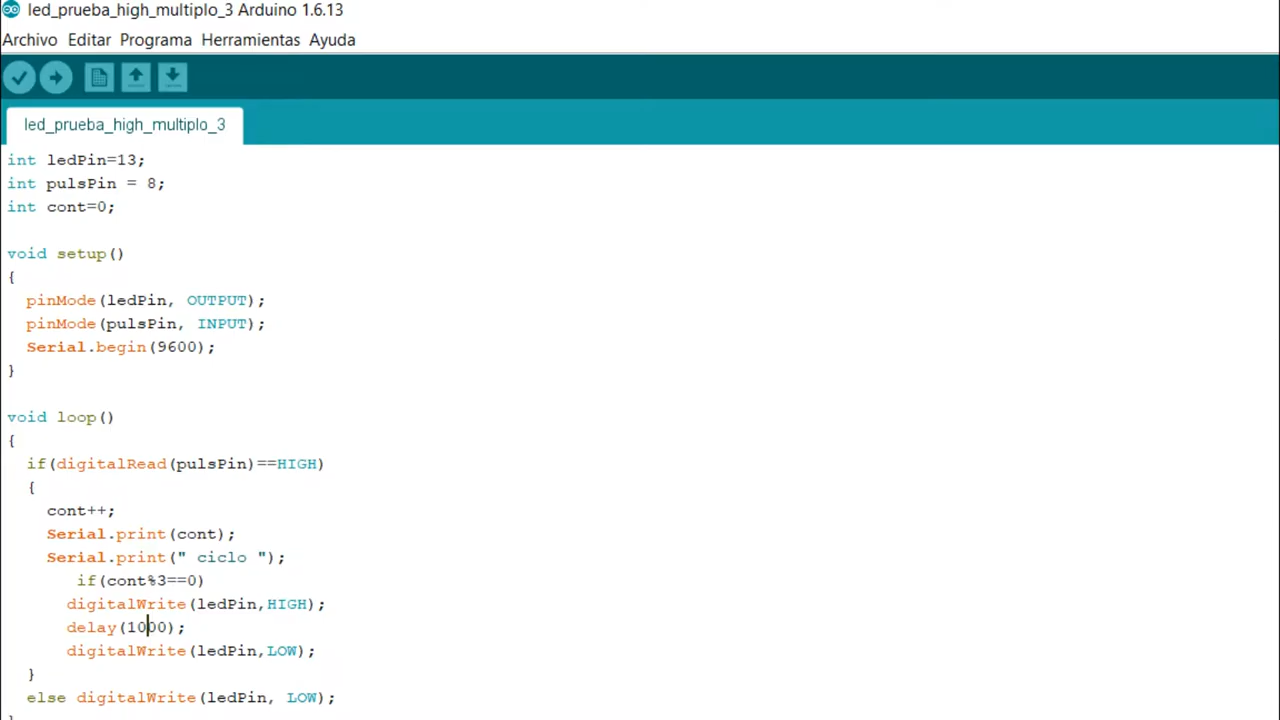 led_prueba_high_multiplo_3 Arduino 1.6.13
Archivo Editar Programa Herramientas Ayuda
led_prueba_high_multiplo_3
int ledPin=13;
int pulsPin = 8;
int cont=0;
void setup()
{
pinMode(ledPin, OUTPUT);
pinMode(pulsPin, INPUT);
Serial.begin(9600);
}
void loop()
{
if(digitalRead(pulsPin)==HIGH)
{
cont++;
Serial.print(cont);
Serial.print(" ciclo ");
if(cont%3==0)
digitalWrite(ledPin,HIGH);
delay(1000);
digitalWrite(ledPin,LOW);
}
else digitalWrite(ledPin, LOW);
}